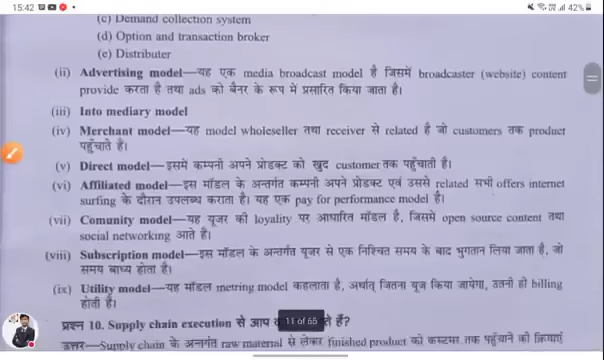 15:42
42%
(c) Demand collection system
(d) Option and transaction broker
(e) Distributer
(ii) Advertising model—यह एक media broadcast model है जिसमें broadcaster (website) content
provide करता है तथा ads को बैनर के रूप में प्रसारित किया जाता है।
(iii) Into mediary model
(iv) Merchant model—यह model wholeseller तथा receiver से related है जो customers तक product
पहुँचाते हैं।
(v) Direct model—इसमें कम्पनी अपने प्रोडक्ट को खुद customer तक पहुँचाती है।
(vi) Affiliated model—इस मॉडल के अन्तर्गत कम्पनी अपने प्रोडक्ट एवं उससे related सभी offers internet
surfing के दौरान उपलब्ध कराता है। यह एक pay for performance model है।
(vii) Comunity model—यह यूजर की loyality पर आधारित मॉडल है, जिसमे open source content तथा
social networking आते है।
(viii) Subscription model—इस मॉडल के अन्तर्गत यूजर से एक निश्चित समय के बाद भुगतान लिया जाता है, जो
समय बाध्य होता है।
(ix) Utility model—यह मॉडल metring model कहलाता है, अर्थात् जितना यूज किया जायेगा, उतनी ही billing
होती है।
प्रश्न 10. Supply chain execution से आप ते हैं?
11 of 65
उत्तर—Supply chain के अन्तर्गत raw material से लेकर finished product को कस्टमर तक पहुँचाने की क्रियाएँ